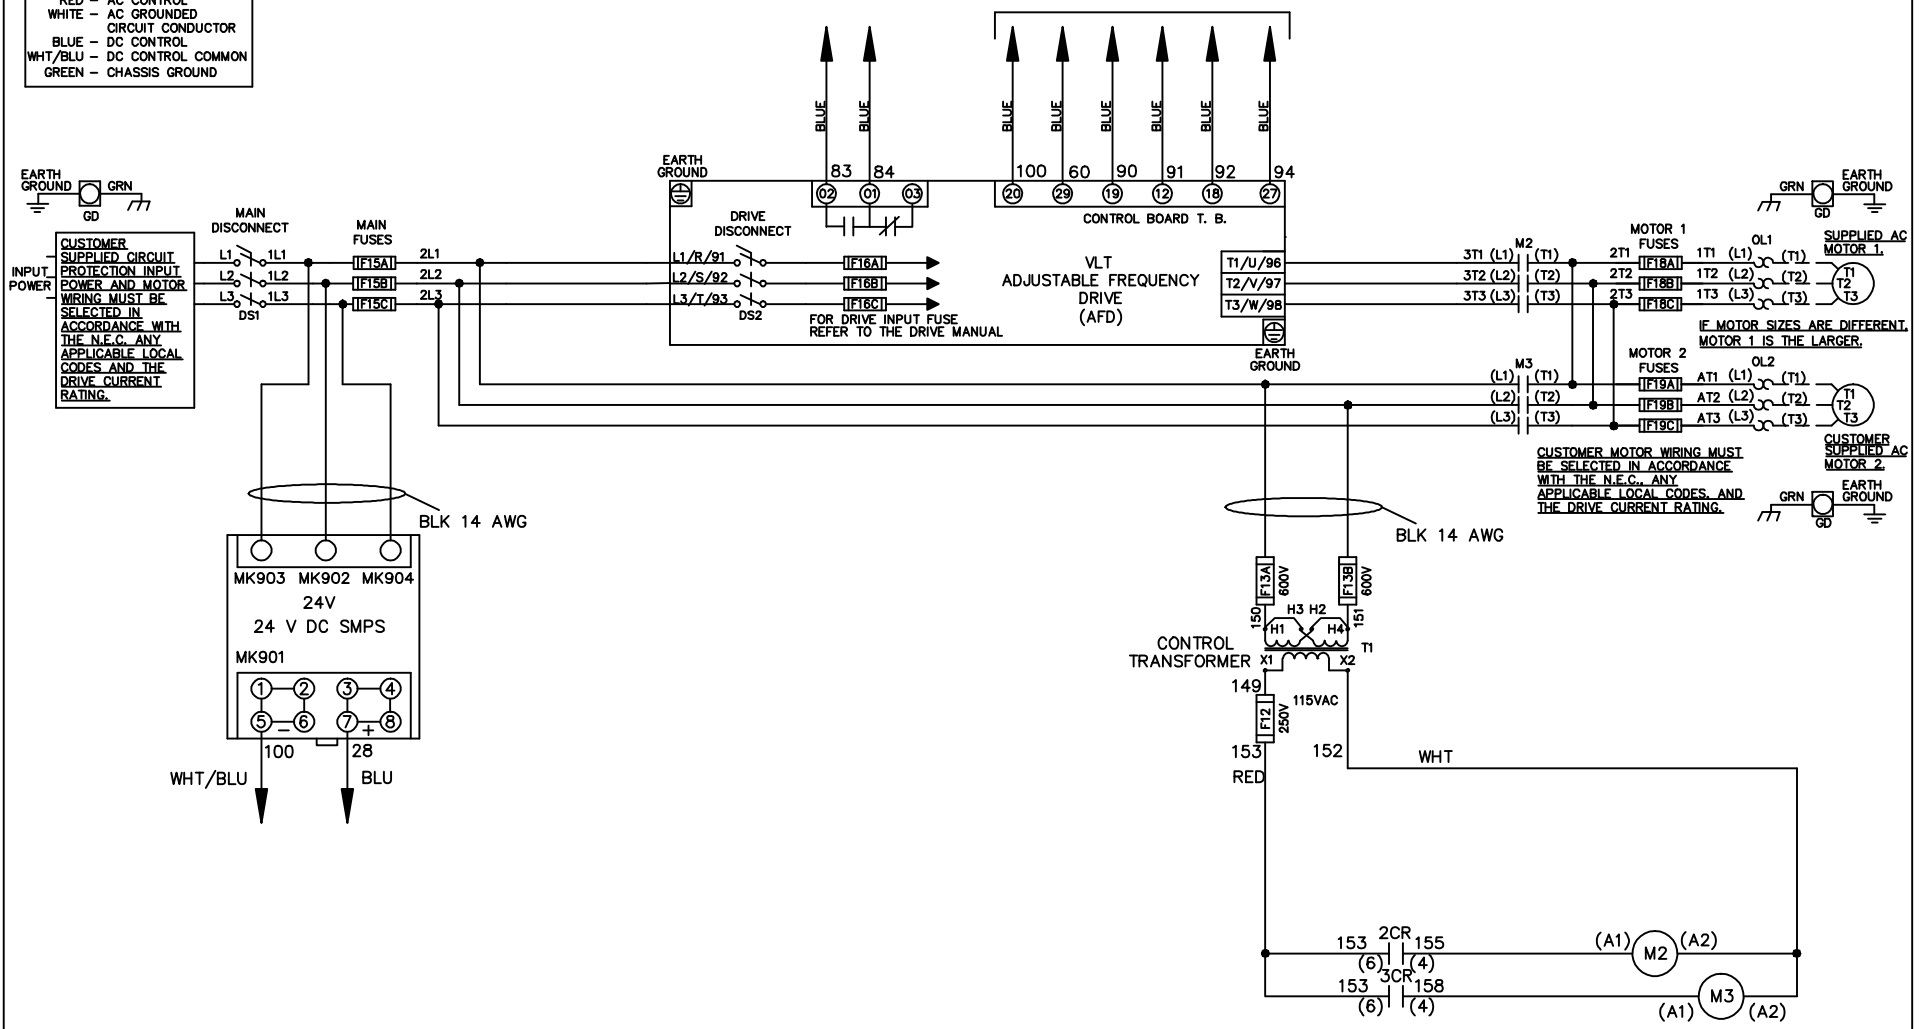 RED – AC CONTROL
WHITE – AC GROUNDED
CIRCUIT CONDUCTOR
BLUE – DC CONTROL
WHT/BLU – DC CONTROL COMMON
GREEN – CHASSIS GROUND
BLUE
BLUE
BLUE
BLUE
BLUE
BLUE
BLUE
BLUE
EARTH
GROUND
GRN
GD
MAIN
DISCONNECT
MAIN
FUSES
CUSTOMER
SUPPLIED CIRCUIT
PROTECTION INPUT
POWER AND MOTOR
WIRING MUST BE
SELECTED IN
ACCORDANCE WITH
THE N.E.C. ANY
APPLICABLE LOCAL
CODES AND THE
DRIVE CURRENT
RATING.
INPUT
POWER
L1 1L1 F15A 2L1
L2 1L2 F15B 2L2
L3 1L3 F15C 2L3
DS1
EARTH
GROUND
83 84
02 01 03
100 60 90 91 92 94
20 29 19 12 18 27
CONTROL BOARD T. B.
DRIVE
DISCONNECT
L1/R/91 F16A
L2/S/92 F16B
L3/T/93 F16C
DS2
FOR DRIVE INPUT FUSE
REFER TO THE DRIVE MANUAL
VLT
ADJUSTABLE FREQUENCY
DRIVE
(AFD)
T1/U/96
T2/V/97
T3/W/98
EARTH
GROUND
GRN
EARTH
GROUND
GD
M2
MOTOR 1
FUSES
OL1
SUPPLIED AC
MOTOR 1.
3T1 (L1) (T1) 2T1 F18A 1T1 (L1) (T1) T1
3T2 (L2) (T2) 2T2 F18B 1T2 (L2) (T2) T2
3T3 (L3) (T3) 2T3 F18C 1T3 (L3) (T3) T3
IF MOTOR SIZES ARE DIFFERENT,
MOTOR 1 IS THE LARGER.
M3
MOTOR 2
FUSES
OL2
(L1) (T1) F19A AT1 (L1) (T1) T1
(L2) (T2) F19B AT2 (L2) (T2) T2
(L3) (T3) F19C AT3 (L3) (T3) T3
CUSTOMER
SUPPLIED AC
MOTOR 2.
CUSTOMER MOTOR WIRING MUST
BE SELECTED IN ACCORDANCE
WITH THE N.E.C., ANY
APPLICABLE LOCAL CODES, AND
THE DRIVE CURRENT RATING.
GRN
EARTH
GROUND
GD
BLK 14 AWG
BLK 14 AWG
MK903 MK902 MK904
24V
24 V DC SMPS
MK901
1 2 3 4
5 6 7 8
– +
100 28
WHT/BLU BLU
F13A 600V F13B 600V
150 H3 H2 151
H1 H4
T1
CONTROL
TRANSFORMER
X1 X2
149
115VAC
F12 250V
153 152
RED
WHT
2CR
153 155
(6) (4)
(A1) M2 (A2)
3CR
153 158
(6) (4)
(A1) M3 (A2)